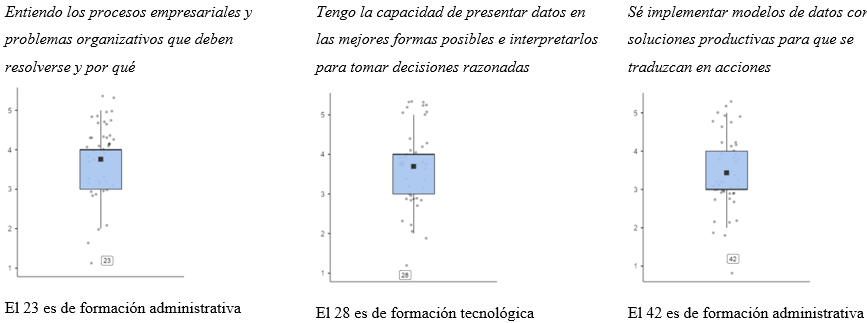 Entiendo los procesos empresariales y
problemas organizativos que deben
resolverse y por qué
5
4
3
2
1
23
El 23 es de formación administrativa
Tengo la capacidad de presentar datos en
las mejores formas posibles e interpretarlos
para tomar decisiones razonadas
5
4
3
2
1
28
El 28 es de formación tecnológica
Sé implementar modelos de datos con
soluciones productivas para que se
traduzcan en acciones
5
4
3
2
1
42
El 42 es de formación administrativa